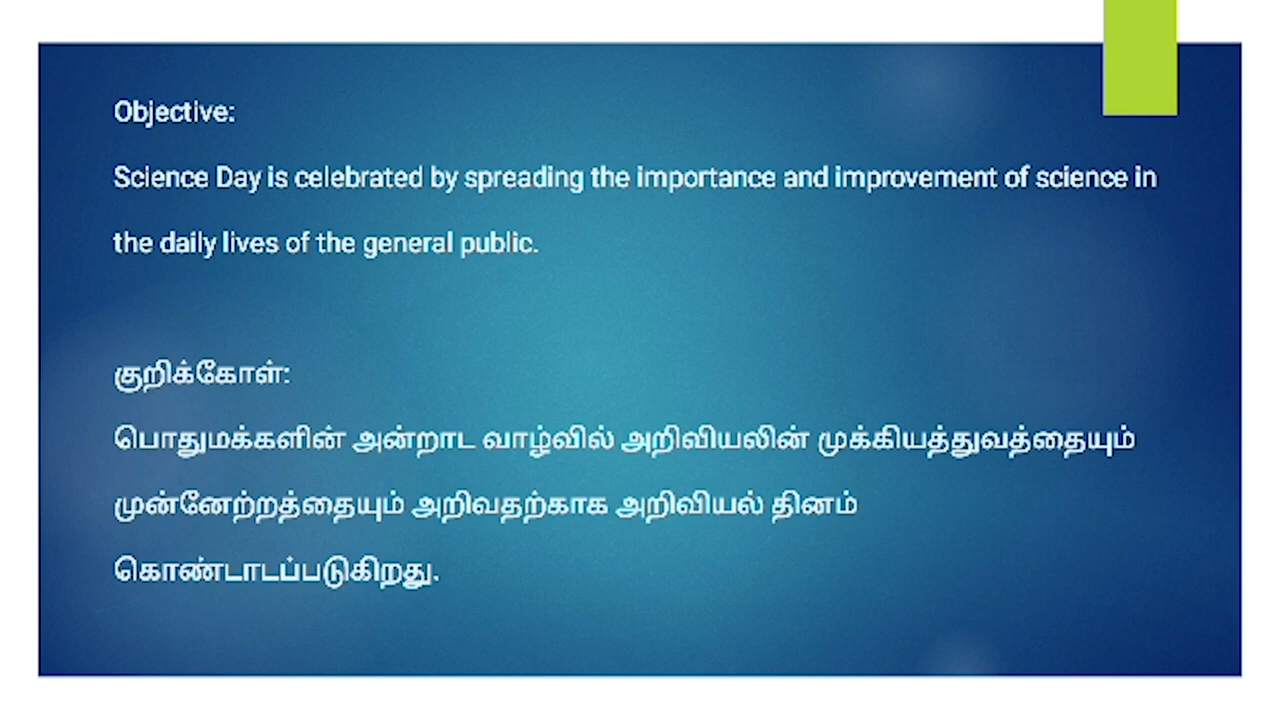 Objective:
Science Day is celebrated by spreading the importance and improvement of science in
the daily lives of the general public.
குறிக்கோள்:
பொதுமக்களின் அன்றாட வாழ்வில் அறிவியலின் முக்கியத்துவத்தையும்
முன்னேற்றத்தையும் அறிவதற்காக அறிவியல் தினம்
கொண்டாடப்படுகிறது.